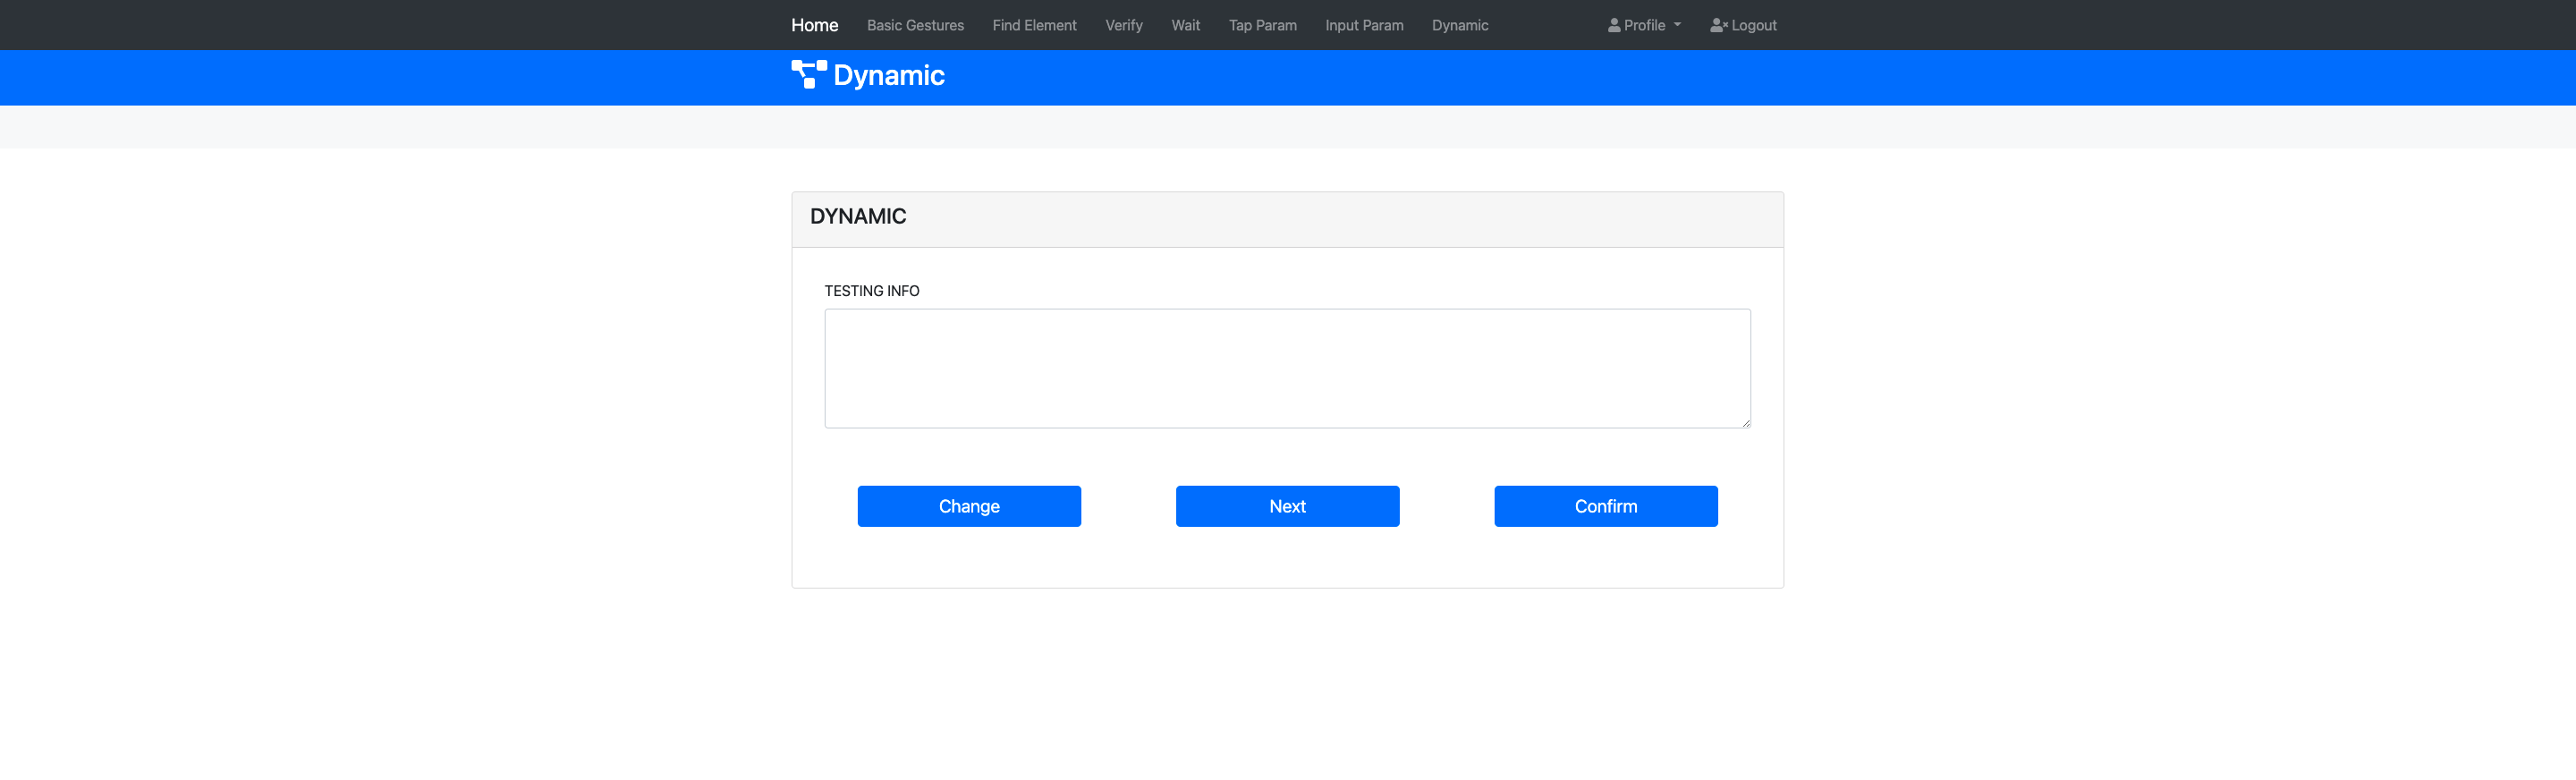 Home Basic Gestures Find Element Verify Wait Tap Param Input Param Dynamic Profile Logout
Dynamic
DYNAMIC
TESTING INFO
Change Next Confirm